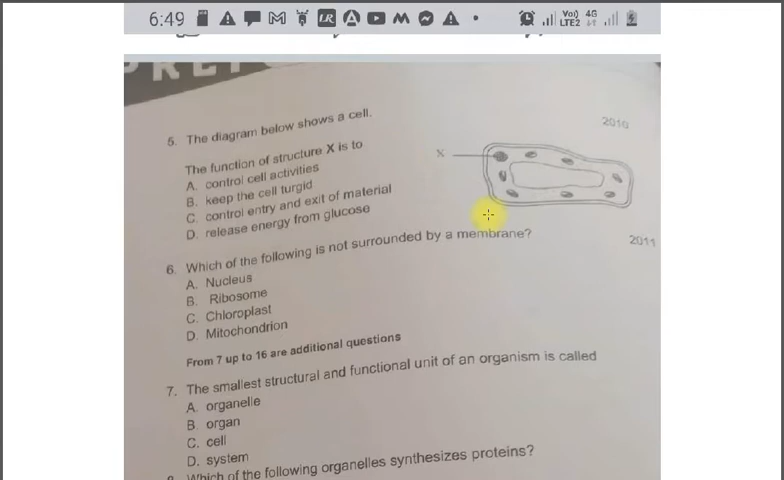 6:49
LR
Vo))
LTE2
4G
5. The diagram below shows a cell.
2010
The function of structure X is to
X
A. control cell activities
B. keep the cell turgid
C. control entry and exit of material
D. release energy from glucose
6. Which of the following is not surrounded by a membrane?
2011
A. Nucleus
B. Ribosome
C. Chloroplast
D. Mitochondrion
From 7 up to 16 are additional questions
7. The smallest structural and functional unit of an organism is called
A. organelle
B. organ
C. cell
D. system
Which of the following organelles synthesizes proteins?